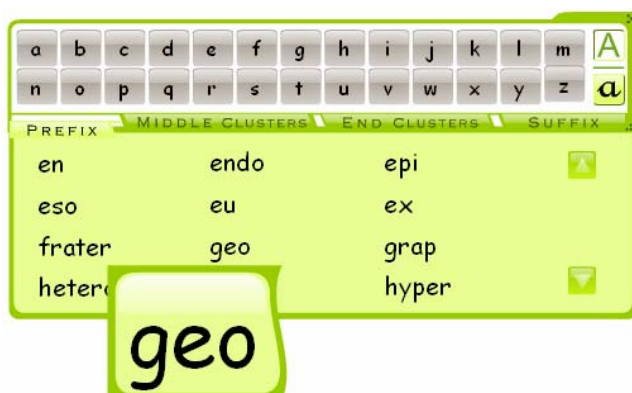 a b c d e f g h i j k l m A
n o p q r s t u v w x y z a
PREFIX MIDDLE CLUSTERS END CLUSTERS SUFFIX
en endo epi
eso eu ex
frater geo grap
hyper
geo